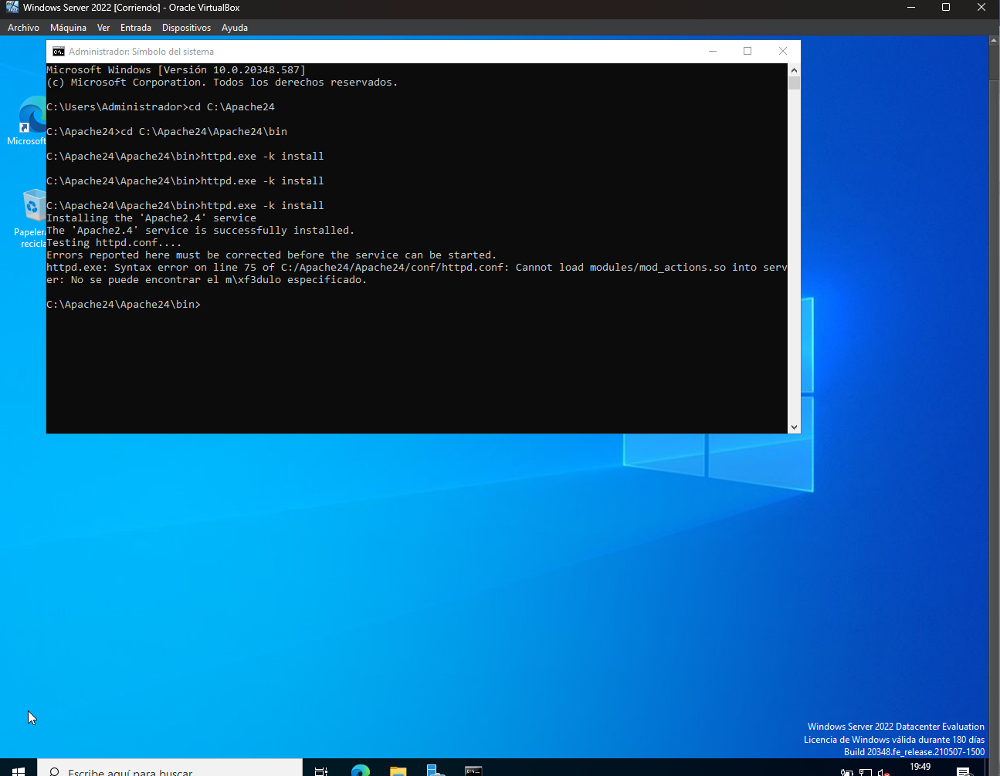 Windows Server 2022 [Corriendo] - Oracle VirtualBox
Archivo Máquina Ver Entrada Dispositivos Ayuda
Administrador: Símbolo del sistema
Microsoft Windows [Versión 10.0.20348.587]
(c) Microsoft Corporation. Todos los derechos reservados.
C:\Users\Administrador>cd C:\Apache24
C:\Apache24>cd C:\Apache24\Apache24\bin
C:\Apache24\Apache24\bin>httpd.exe -k install
C:\Apache24\Apache24\bin>httpd.exe -k install
C:\Apache24\Apache24\bin>httpd.exe -k install
Installing the 'Apache2.4' service
The 'Apache2.4' service is successfully installed.
Testing httpd.conf....
Errors reported here must be corrected before the service can be started.
httpd.exe: Syntax error on line 75 of C:/Apache24/Apache24/conf/httpd.conf: Cannot load modules/mod_actions.so into serv
er: No se puede encontrar el m\xf3dulo especificado.
C:\Apache24\Apache24\bin>
Microsoft
Papelera
recicla
Windows Server 2022 Datacenter Evaluation
Licencia de Windows válida durante 180 días
Build 20348.fe_release.210507-1500
Escribe aquí para buscar
19:49